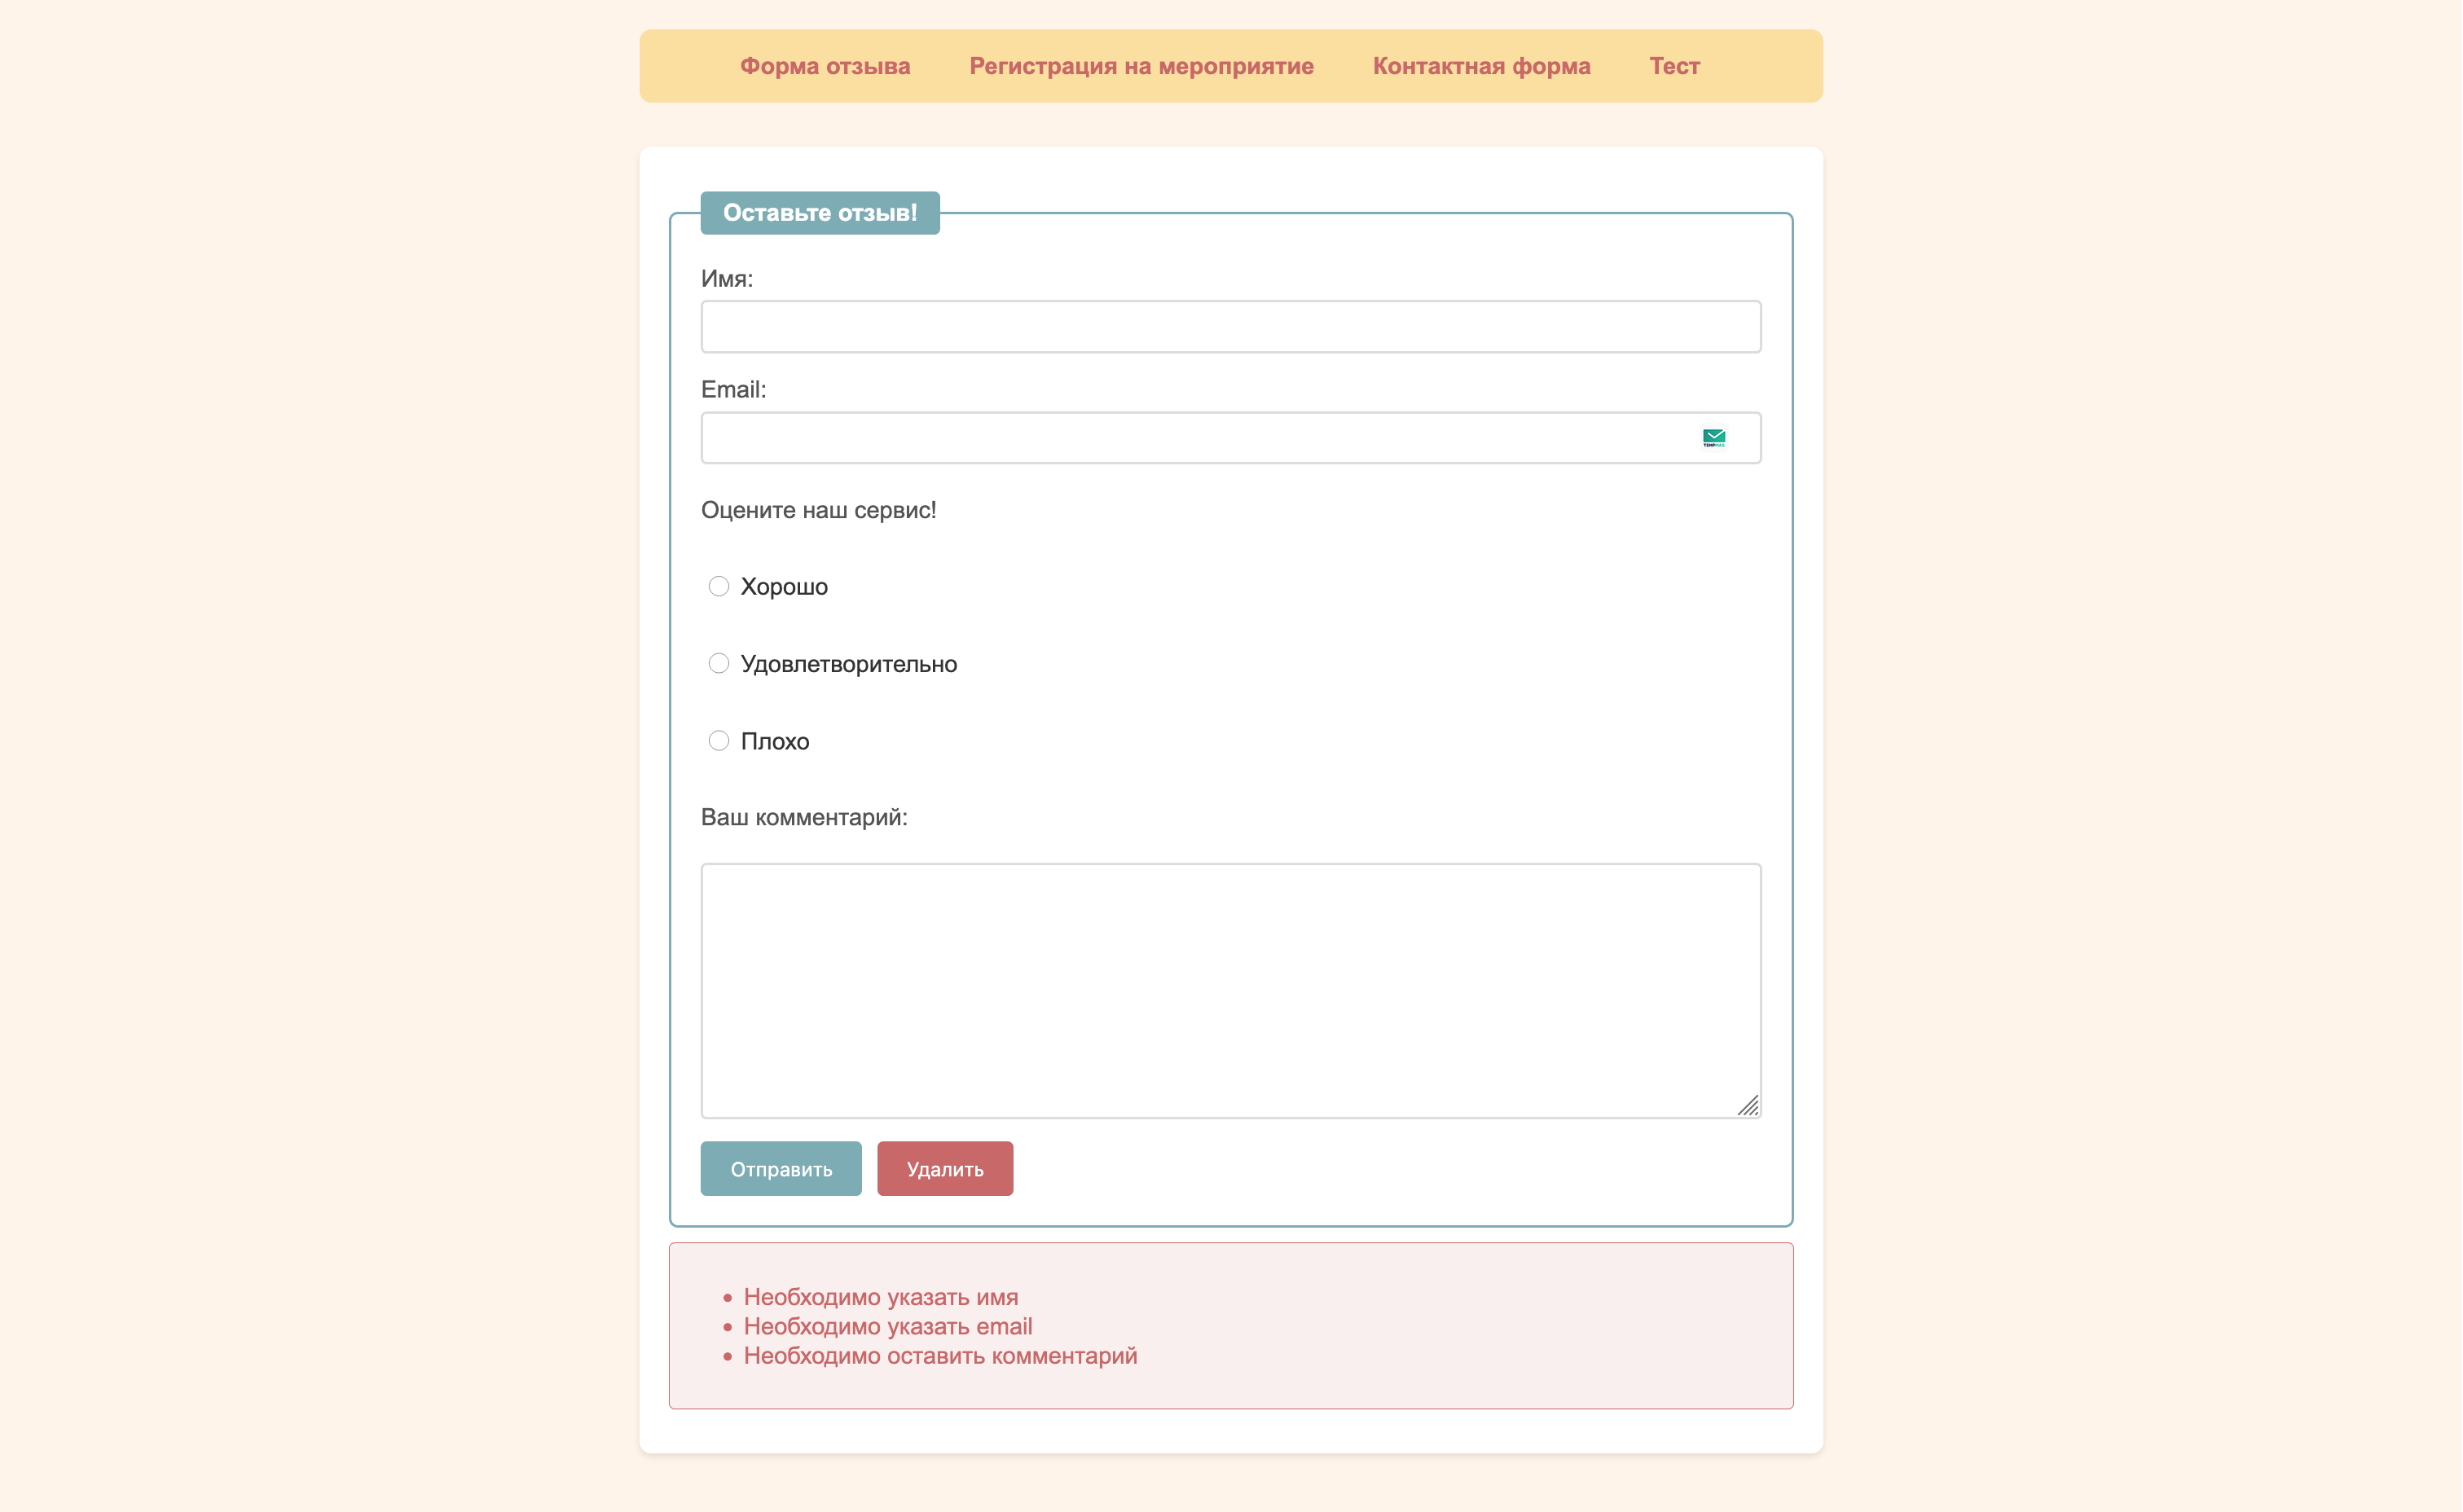 Форма отзыва Регистрация на мероприятие Контактная форма Тест
Оставьте отзыв!
Имя:
Email:
TEMPMAIL
Оцените наш сервис!
Хорошо
Удовлетворительно
Плохо
Ваш комментарий:
Отправить Удалить
Необходимо указать имя
Необходимо указать email
Необходимо оставить комментарий